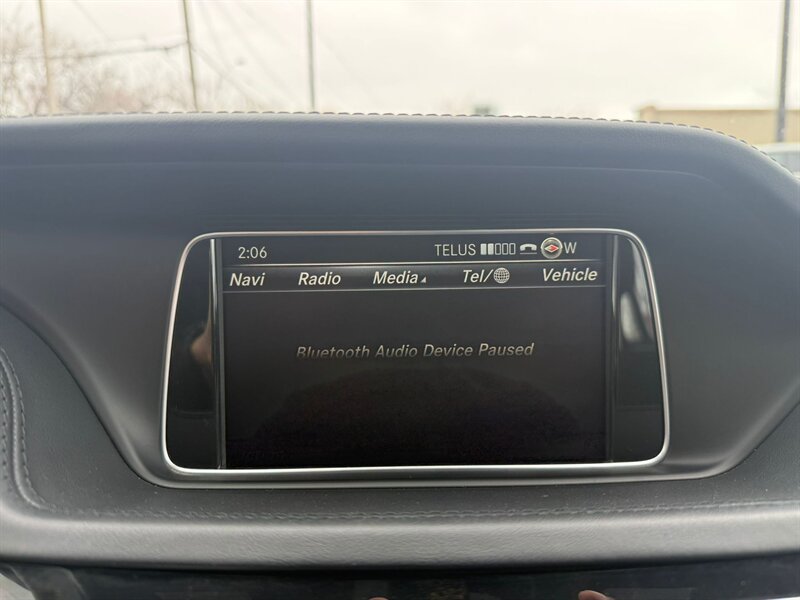 2:06 TELUS W
Navi Radio Media Tel/ Vehicle
Bluetooth Audio Device Paused